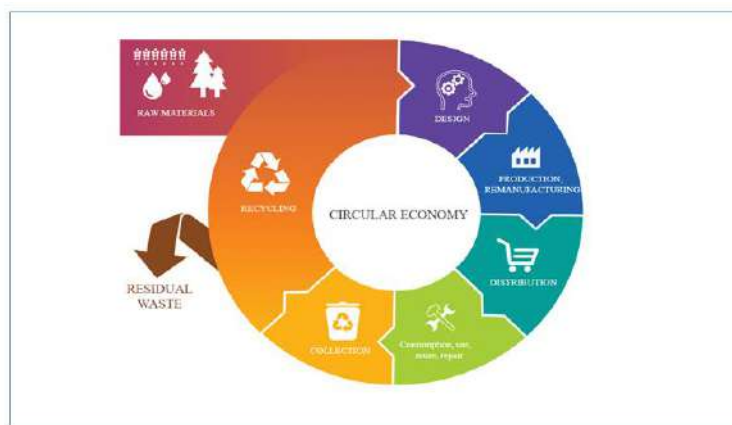 RAW MATERIALS
DESIGN
PRODUCTION,
REMANUFACTURING
DISTRIBUTION
Consumption, use,
reuse, repair
COLLECTION
RECYCLING
RESIDUAL
WASTE
CIRCULAR ECONOMY